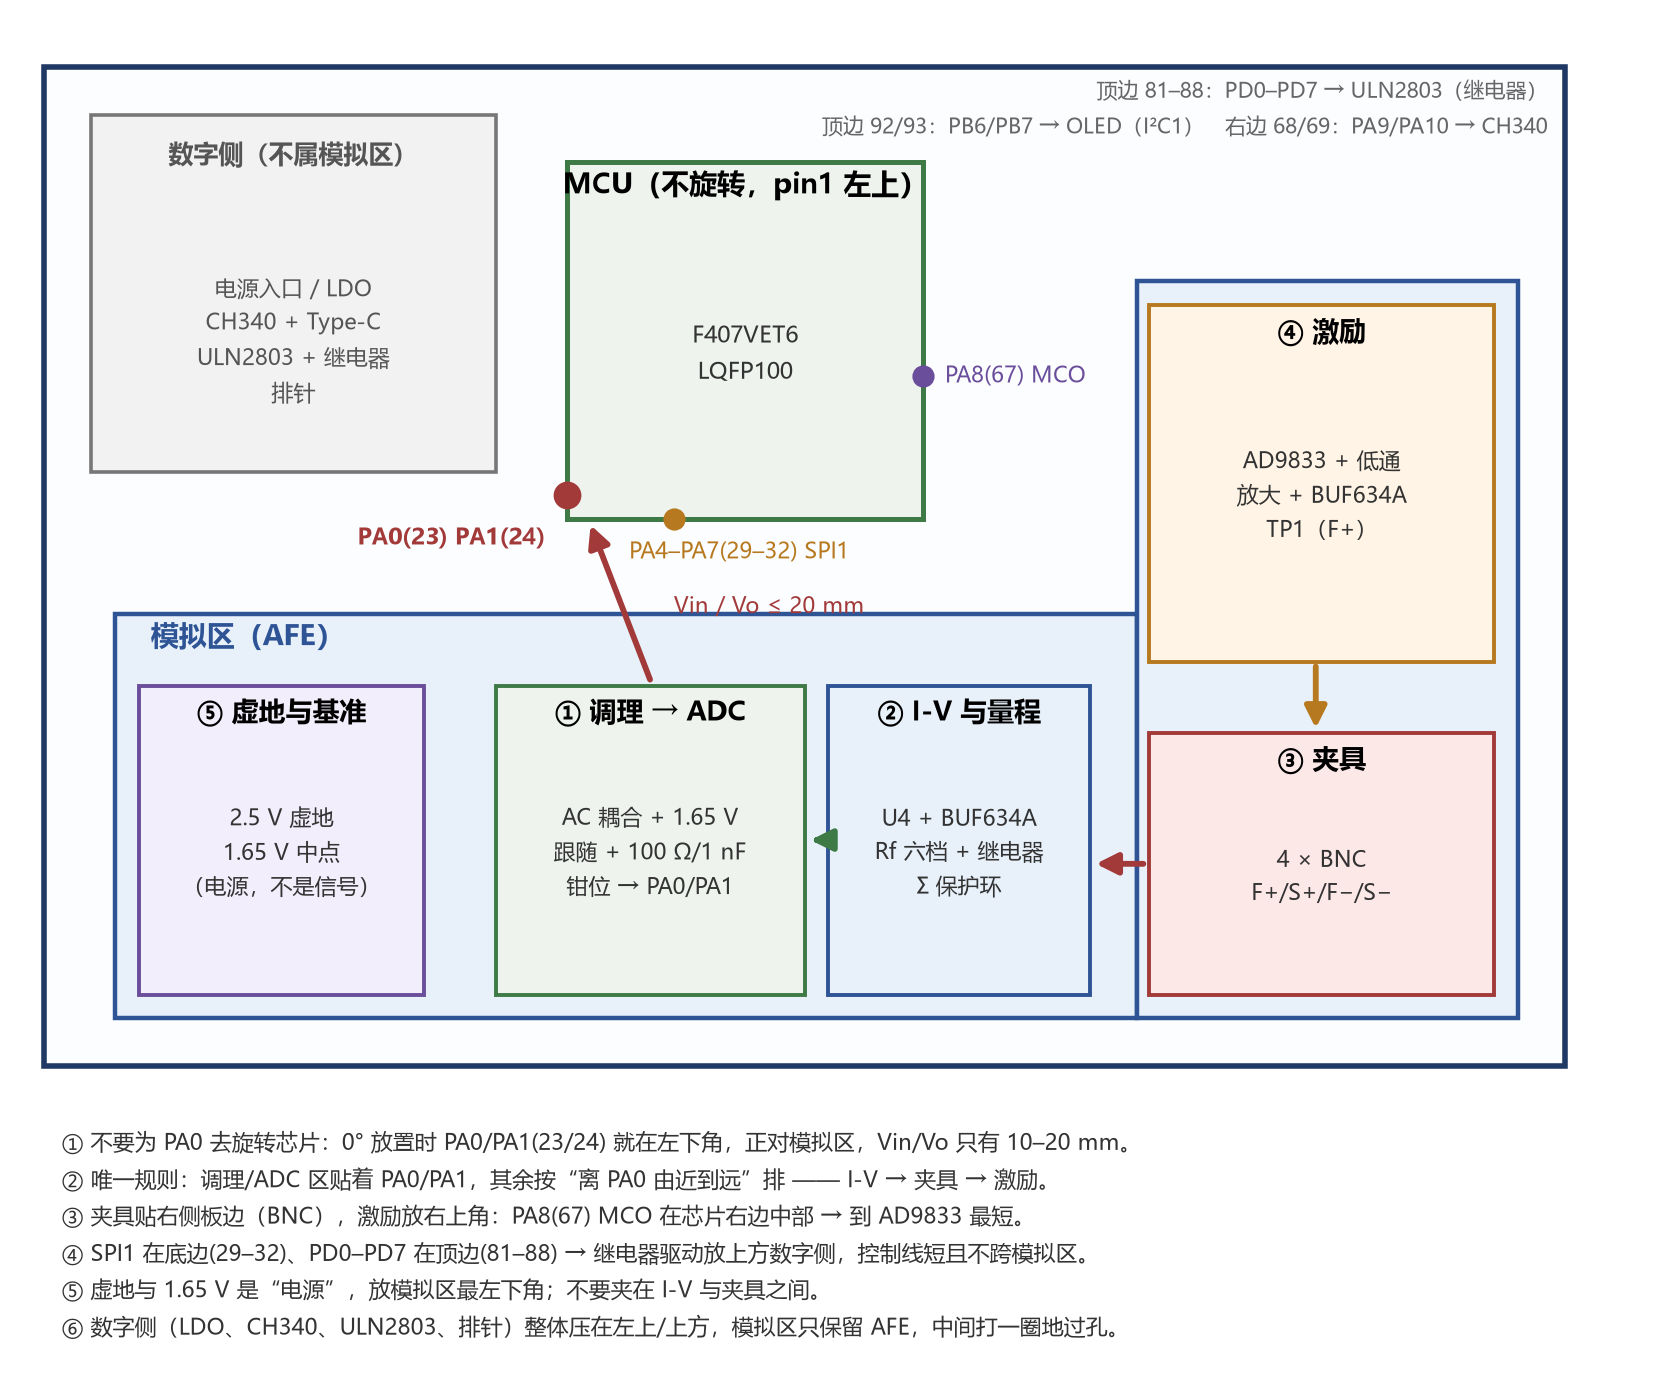 顶边 81–88：PD0–PD7 → ULN2803（继电器）
顶边 92/93：PB6/PB7 → OLED（I²C1）  右边 68/69：PA9/PA10 → CH340
数字侧（不属模拟区）
电源入口 / LDO
CH340 + Type-C
ULN2803 + 继电器
排针
MCU（不旋转，pin1 左上）
F407VET6
LQFP100
PA8(67) MCO
PA0(23) PA1(24)
PA4–PA7(29–32) SPI1
Vin / Vo ≤ 20 mm
④ 激励
AD9833 + 低通
放大 + BUF634A
TP1（F+）
模拟区（AFE）
⑤ 虚地与基准
2.5 V 虚地
1.65 V 中点
（电源，不是信号）
① 调理 → ADC
AC 耦合 + 1.65 V
跟随 + 100 Ω/1 nF
钳位 → PA0/PA1
② I-V 与量程
U4 + BUF634A
Rf 六档 + 继电器
Σ 保护环
③ 夹具
4 × BNC
F+/S+/F−/S−
① 不要为 PA0 去旋转芯片：0° 放置时 PA0/PA1(23/24) 就在左下角，正对模拟区，Vin/Vo 只有 10–20 mm。
② 唯一规则：调理/ADC 区贴着 PA0/PA1，其余按“离 PA0 由近到远”排 —— I-V → 夹具 → 激励。
③ 夹具贴右侧板边（BNC），激励放右上角：PA8(67) MCO 在芯片右边中部 → 到 AD9833 最短。
④ SPI1 在底边(29–32)、PD0–PD7 在顶边(81–88) → 继电器驱动放上方数字侧，控制线短且不跨模拟区。
⑤ 虚地与 1.65 V 是“电源”，放模拟区最左下角；不要夹在 I-V 与夹具之间。
⑥ 数字侧（LDO、CH340、ULN2803、排针）整体压在左上/上方，模拟区只保留 AFE，中间打一圈地过孔。